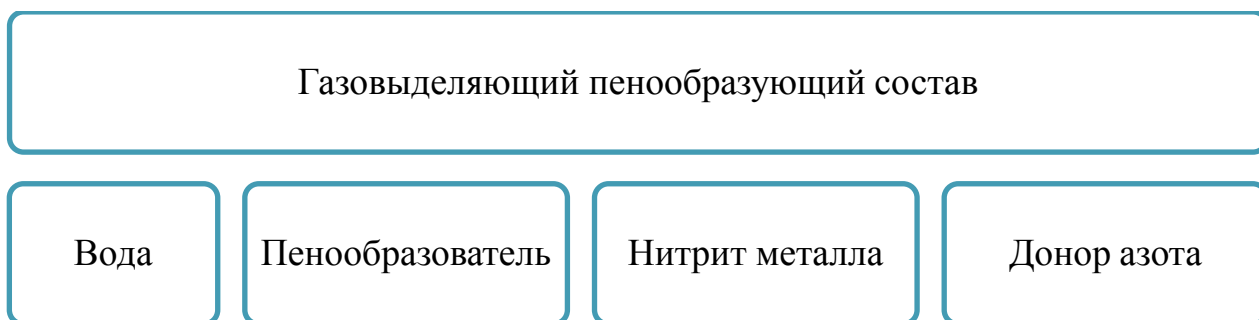 Газовыделяющий пенообразующий состав
Вода
Пенообразователь
Нитрит металла
Донор азота